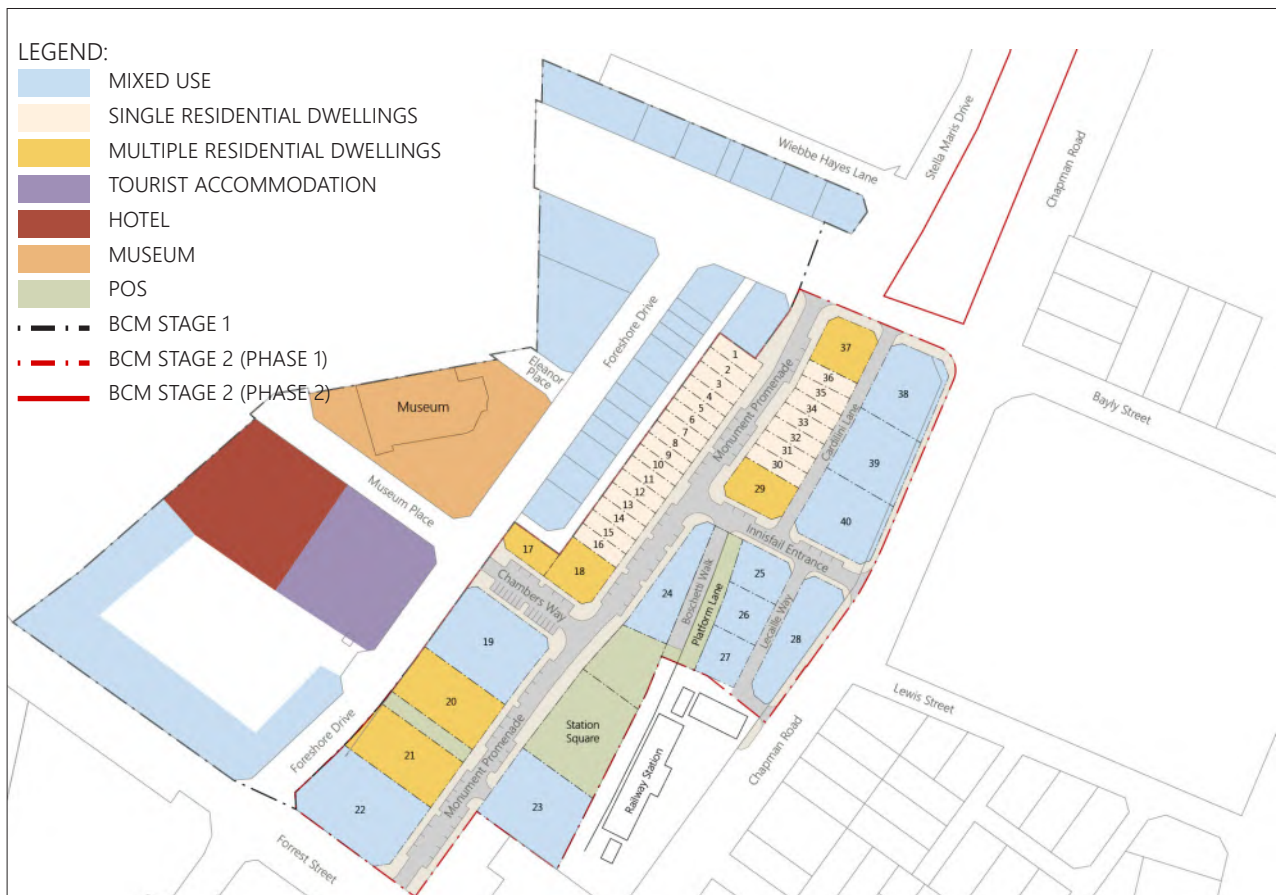 LEGEND:
MIXED USE
SINGLE RESIDENTIAL DWELLINGS
MULTIPLE RESIDENTIAL DWELLINGS
TOURIST ACCOMMODATION
HOTEL
MUSEUM
POS
BCM STAGE 1
BCM STAGE 2 (PHASE 1)
BCM STAGE 2 (PHASE 2)
Wiebbe Hayes Lane
Stella Maris Drive
Chapman Road
Foreshore Drive
Eleanor
Place
Museum
Museum Place
Monument Promenade
Cardilini Lane
Bayly Street
1
2
3
4
5
6
7
8
9
10
11
12
13
14
15
16
17
18
37
36
35
34
33
32
31
30
29
38
39
40
Innisfail Entrance
Chambers Way
24
Boschetti Walk
Platform Lane
25
26
27
Lecaille Way
28
19
20
21
22
Foreshore Drive
Monument Promenade
Station
Square
23
Railway Station
Chapman Road
Lewis Street
Forrest Street